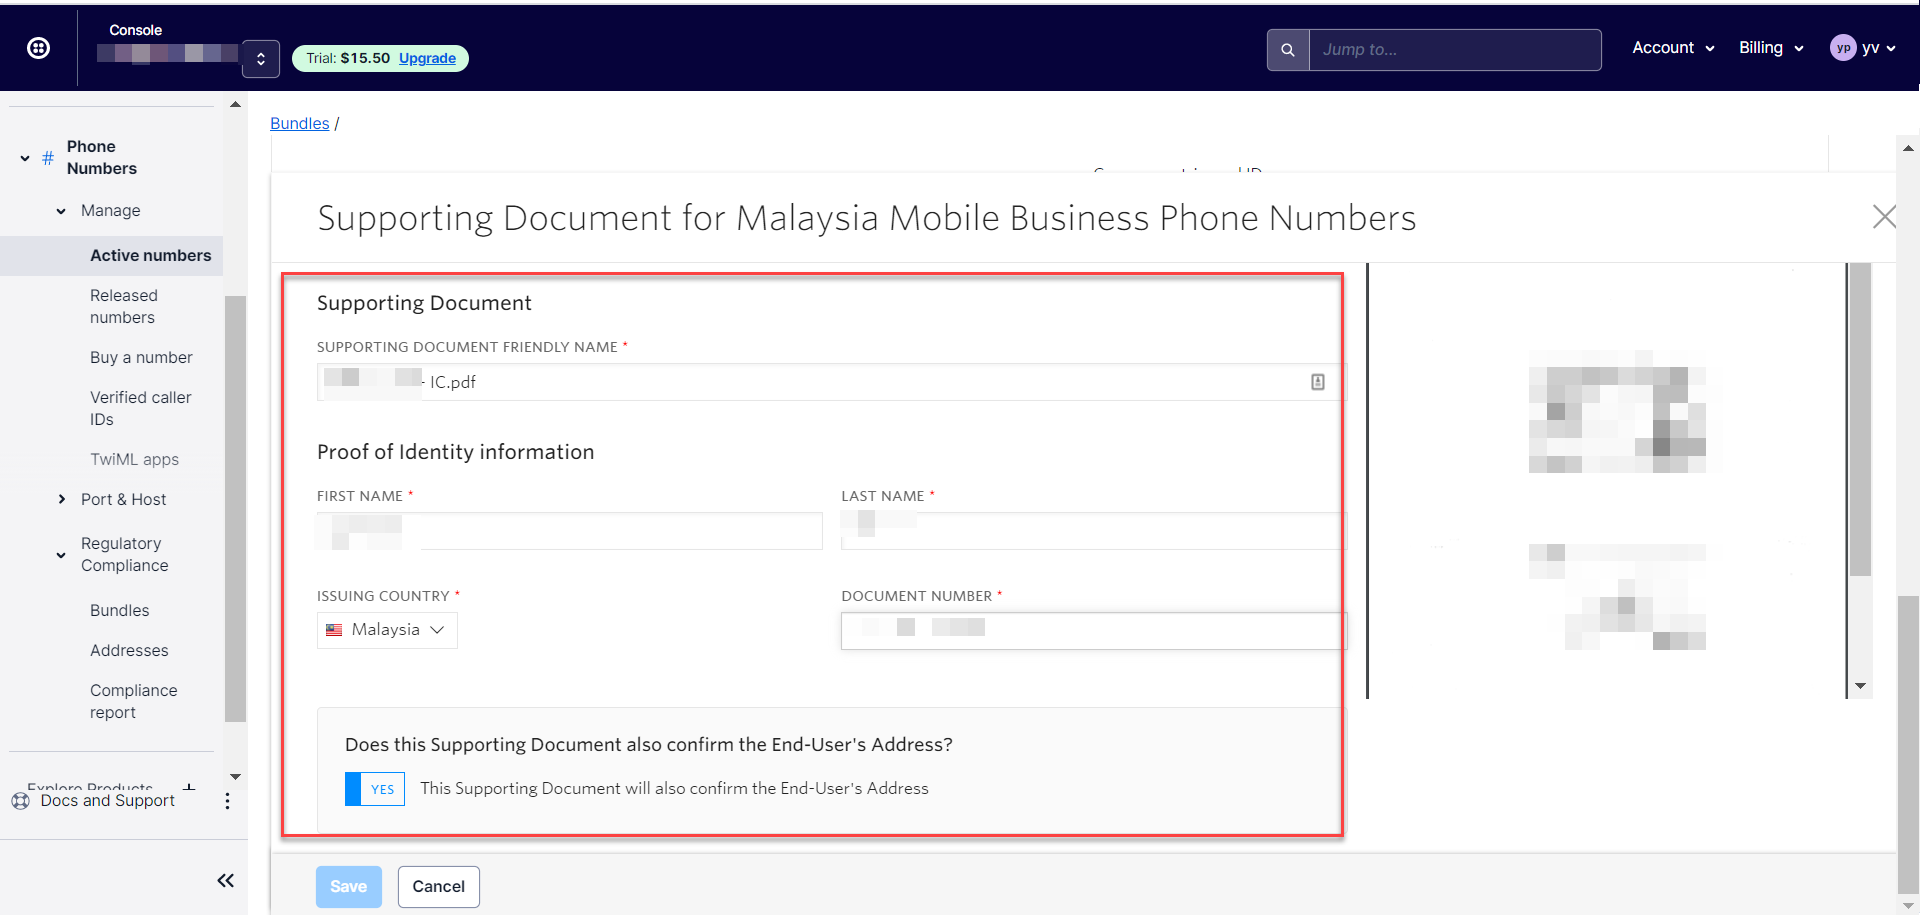 Console
Trial: $15.50 Upgrade
Jump to...
Account
Billing
yp yv
Phone
Numbers
Manage
Active numbers
Released
numbers
Buy a number
Verified caller
IDs
TwiML apps
Port & Host
Regulatory
Compliance
Bundles
Addresses
Compliance
report
Explore Products +
Docs and Support
Bundles /
Supporting Document for Malaysia Mobile Business Phone Numbers
Supporting Document
SUPPORTING DOCUMENT FRIENDLY NAME *
- IC.pdf
Proof of Identity information
FIRST NAME *
LAST NAME *
ISSUING COUNTRY *
Malaysia
DOCUMENT NUMBER *
Does this Supporting Document also confirm the End-User's Address?
YES This Supporting Document will also confirm the End-User's Address
Save
Cancel